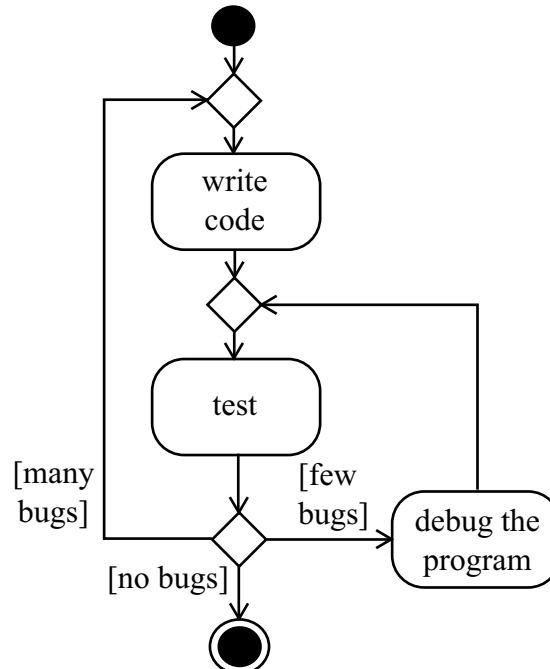 write
code
test
[many
bugs]
[few
bugs]
debug the
program
[no bugs]